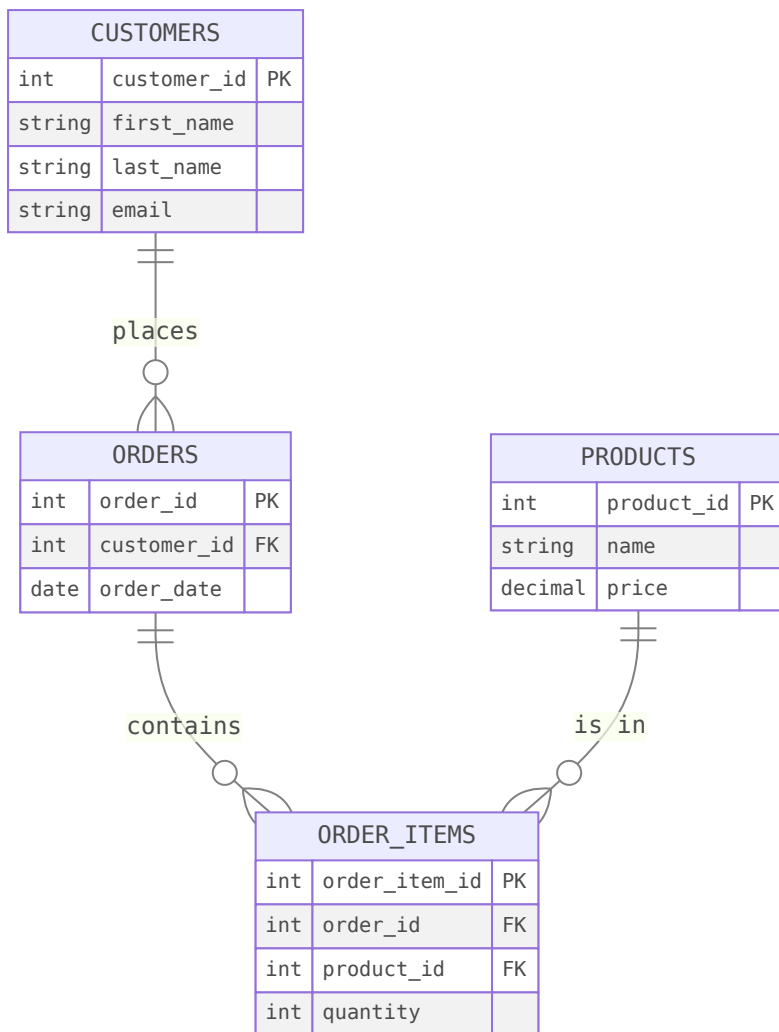 CUSTOMERS
int customer_id PK
string first_name
string last_name
string email
places
ORDERS
int order_id PK
int customer_id FK
date order_date
PRODUCTS
int product_id PK
string name
decimal price
contains
is in
ORDER_ITEMS
int order_item_id PK
int order_id FK
int product_id FK
int quantity